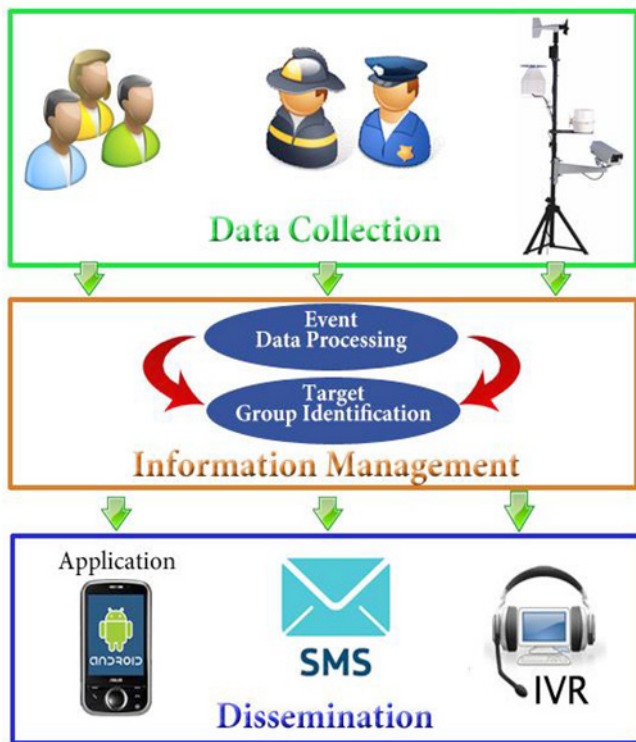 Data Collection
Event
Data Processing
Target
Group Identification
Information Management
Application
ANDROID
SMS
IVR
Dissemination